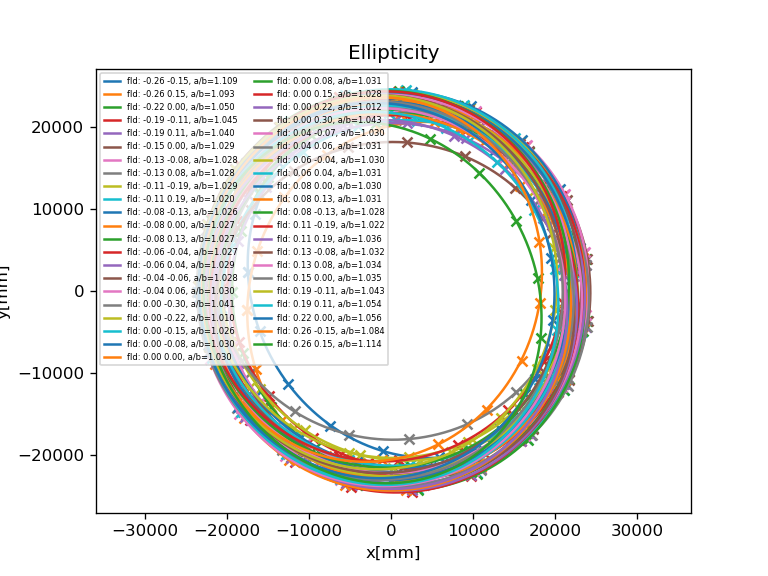 Ellipticity
fld: -0.26 -0.15, a/b=1.109
fld: -0.26 0.15, a/b=1.093
fld: -0.22 0.00, a/b=1.050
fld: -0.19 -0.11, a/b=1.045
fld: -0.19 0.11, a/b=1.040
fld: -0.15 0.00, a/b=1.029
fld: -0.13 -0.08, a/b=1.028
fld: -0.13 0.08, a/b=1.028
fld: -0.11 -0.19, a/b=1.029
fld: -0.11 0.19, a/b=1.020
fld: -0.08 -0.13, a/b=1.026
fld: -0.08 0.00, a/b=1.027
fld: -0.08 0.13, a/b=1.027
fld: -0.06 -0.04, a/b=1.027
fld: -0.06 0.04, a/b=1.029
fld: -0.04 -0.06, a/b=1.028
fld: -0.04 0.06, a/b=1.030
fld: 0.00 -0.30, a/b=1.041
fld: 0.00 -0.22, a/b=1.010
fld: 0.00 -0.15, a/b=1.026
fld: 0.00 -0.08, a/b=1.030
fld: 0.00 0.00, a/b=1.030
fld: 0.00 0.08, a/b=1.031
fld: 0.00 0.15, a/b=1.028
fld: 0.00 0.22, a/b=1.012
fld: 0.00 0.30, a/b=1.043
fld: 0.04 -0.07, a/b=1.030
fld: 0.04 0.06, a/b=1.031
fld: 0.06 -0.04, a/b=1.030
fld: 0.06 0.04, a/b=1.031
fld: 0.08 0.00, a/b=1.030
fld: 0.08 0.13, a/b=1.031
fld: 0.08 -0.13, a/b=1.028
fld: 0.11 -0.19, a/b=1.022
fld: 0.11 0.19, a/b=1.036
fld: 0.13 -0.08, a/b=1.032
fld: 0.13 0.08, a/b=1.034
fld: 0.15 0.00, a/b=1.035
fld: 0.19 -0.11, a/b=1.043
fld: 0.19 0.11, a/b=1.054
fld: 0.22 0.00, a/b=1.056
fld: 0.26 -0.15, a/b=1.084
fld: 0.26 0.15, a/b=1.114
20000
10000
0
−10000
−20000
y[mm]
−30000 −20000 −10000 0 10000 20000 30000
x[mm]